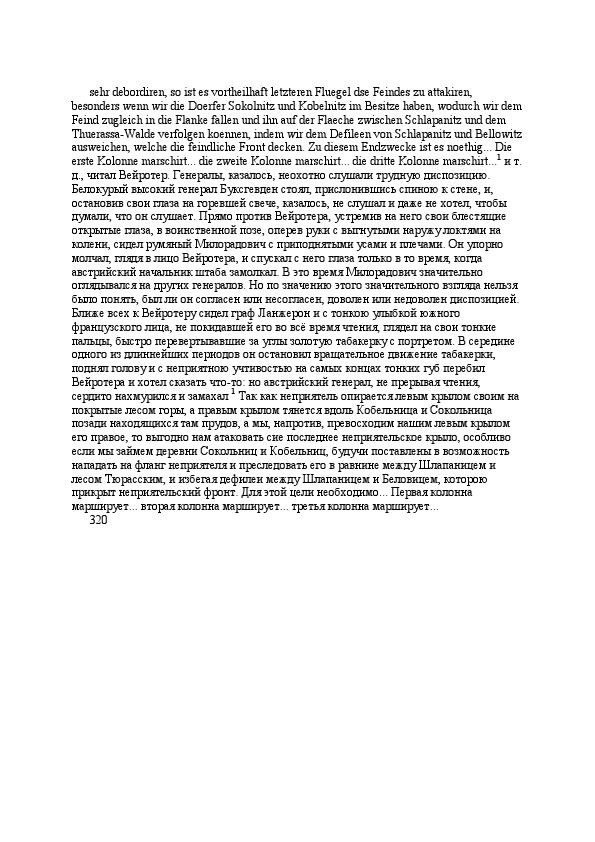 sehr debordiren, so ist es vortheilhaft letzteren Fluegel dse Feindes zu attakiren,
besonders wenn wir die Doerfer Sokolnitz und Kobelnitz im Besitze haben, wodurch wir dem
Feind zugleich in die Flanke fallen und ihn auf der Flaeche zwischen Schlapanitz und dem
Thuerassa-Walde verfolgen koennen, indem wir dem Defileen von Schlapanitz und Bellowitz
ausweichen, welche die feindliche Front decken. Zu diesem Endzwecke ist es noethig... Die
erste Kolonne marschirt... die zweite Kolonne marschirt... die dritte Kolonne marschirt...1 и т.
д., читал Вейротер. Генералы, казалось, неохотно слушали трудную диспозицию.
Белокурый высокий генерал Буксгевден стоял, прислонившись спиною к стене, и,
остановив свои глаза на горевшей свече, казалось, не слушал и даже не хотел, чтобы
думали, что он слушает. Прямо против Вейротера, устремив на него свои блестящие
открытые глаза, в воинственной позе, оперев руки с выгнутыми наружу локтями на
колени, сидел румяный Милорадович с приподнятыми усами и плечами. Он упорно
молчал, глядя в лицо Вейротера, и спускал с него глаза только в то время, когда
австрийский начальник штаба замолкал. В это время Милорадович значительно
оглядывался на других генералов. Но по значению этого значительного взгляда нельзя
было понять, был ли он согласен или несогласен, доволен или недоволен диспозицией.
Ближе всех к Вейротеру сидел граф Ланжерон и с тонкою улыбкой южного
французского лица, не покидавшей его во всё время чтения, глядел на свои тонкие
пальцы, быстро перевертывавшие за углы золотую табакерку с портретом. В середине
одного из длиннейших периодов он остановил вращательное движение табакерки,
поднял голову и с неприятною учтивостью на самых концах тонких губ перебил
Вейротера и хотел сказать что-то: но австрийский генерал, не прерывая чтения,
сердито нахмурился и замахал 1 Так как неприятель опирается левым крылом своим на
покрытые лесом горы, а правым крылом тянется вдоль Кобельница и Сокольница
позади находящихся там прудов, а мы, напротив, превосходим нашим левым крылом
его правое, то выгодно нам атаковать сие последнее неприятельское крыло, особливо
если мы займем деревни Сокольниц и Кобельниц, будучи поставлены в возможность
нападать на фланг неприятеля и преследовать его в равнине между Шлапаницем и
лесом Тюрасским, и избегая дефилеи между Шлапаницем и Беловицем, которою
прикрыт неприятельский фронт. Для этой цели необходимо... Первая колонна
марширует... вторая колонна марширует... третья колонна марширует...
320